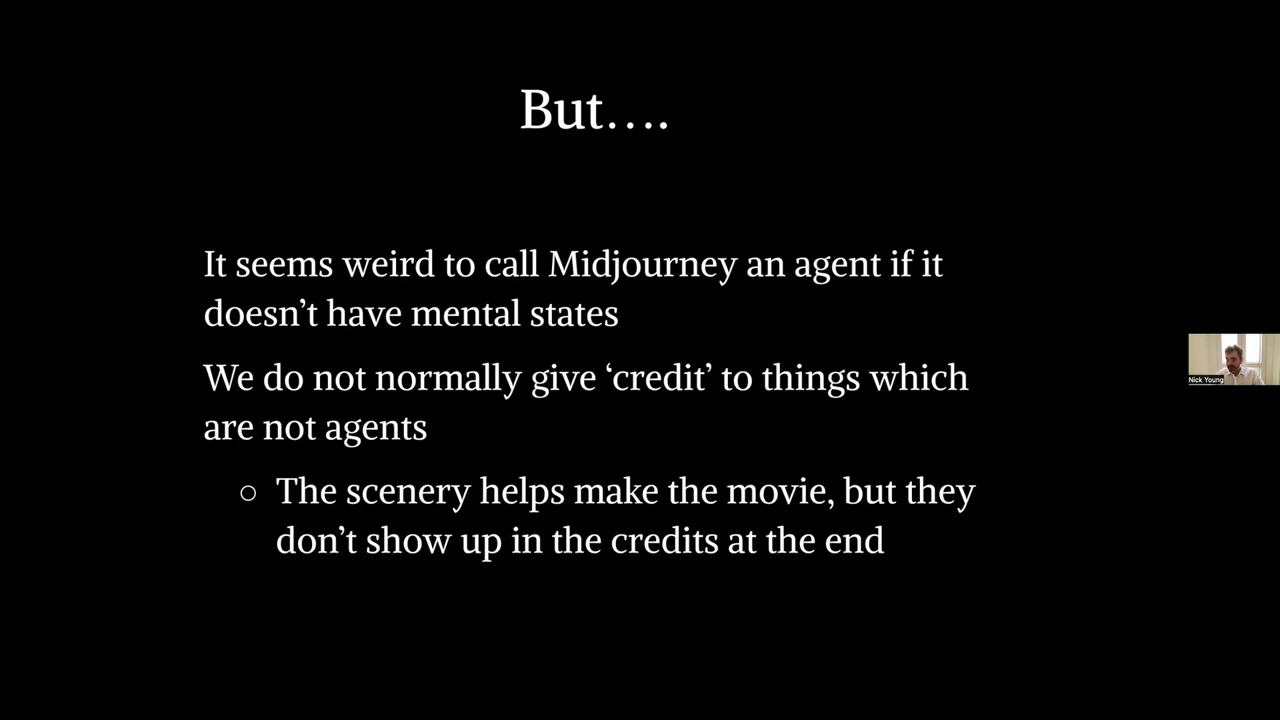 But….
It seems weird to call Midjourney an agent if it
doesn’t have mental states
We do not normally give ‘credit’ to things which
are not agents
○ The scenery helps make the movie, but they
don’t show up in the credits at the end
Nick Young